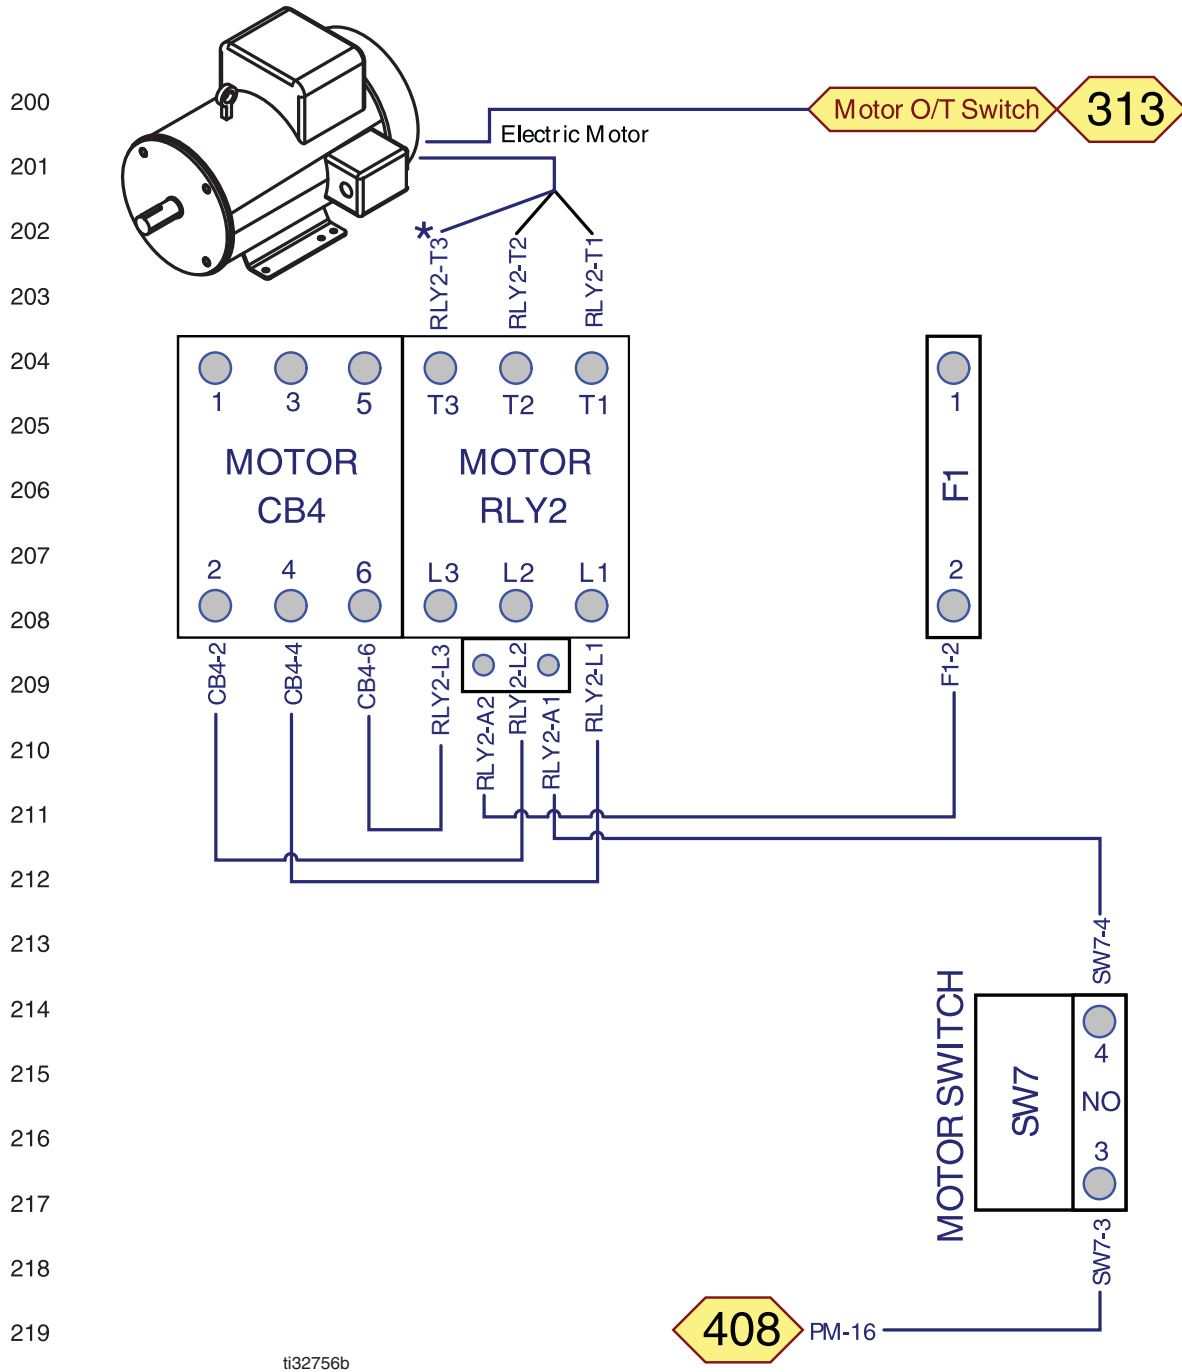 200
Motor O/T Switch 313
Electric Motor
201
202
*
RLY2-T3
RLY2-T2
RLY2-T1
203
204
1 3 5 T3 T2 T1 1
205
MOTOR MOTOR
206
CB4 RLY2 F1
207
2 4 6 L3 L2 L1 2
208
CB4-2
CB4-4
CB4-6
RLY2-L3
RLY2-A2
RLY2-L2
RLY2-A1
RLY2-L1
F1-2
209
210
211
212
213
SW7-4
214
MOTOR SWITCH
SW7
4
215
NO
216
3
217
SW7-3
218
219
408 PM-16
ti32756b